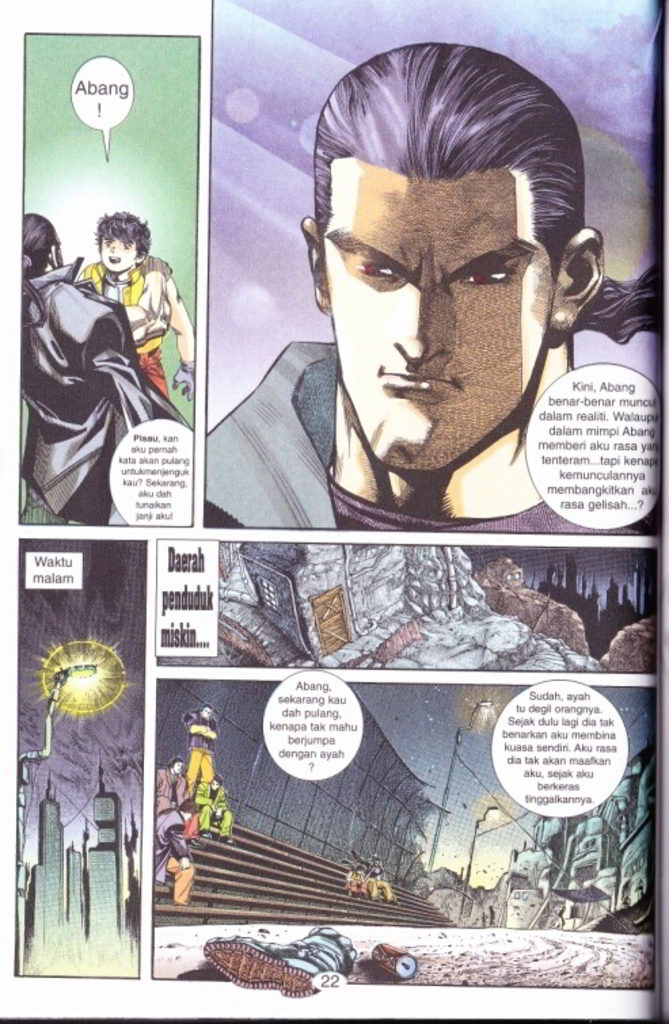 Abang
!
Pisau, kan
aku pernah
kata akan pulang
untukmenjenguk
kau? Sekarang,
aku dah
tunaikan
janji aku!
Kini, Abang
benar-benar muncul
dalam realiti. Walaupu
dalam mimpi Abang
memberi aku rasa ya
tenteram...tapi kenap
kemunculannya
membangkitkan ak
rasa gelisah...?
Waktu
malam
Daerah
penduduk
miskin....
Abang,
sekarang kau
dah pulang,
kenapa tak mahu
berjumpa
dengan ayah
?
Sudah, ayah
tu degil orangnya.
Sejak dulu lagi dia tak
benarkan aku membina
kuasa sendiri. Aku rasa
dia tak akan maafkan
aku, sejak aku
tinggalkannya.
22